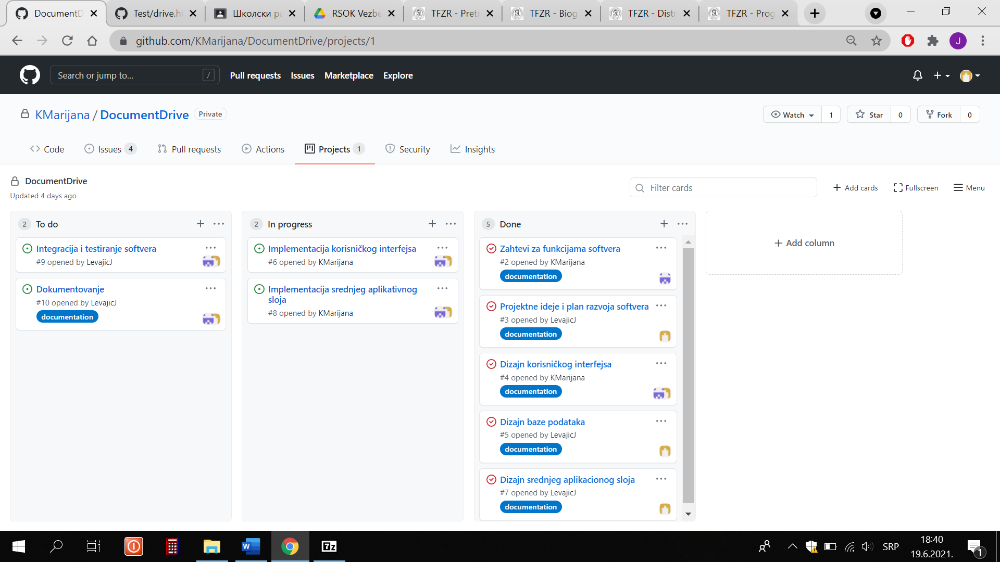 DocumentD
Test/drive.ht
Школски ра
RSOK Vezbe
TFZR - Pretr
TFZR - Biog
TFZR - Distr
TFZR - Prog
github.com/KMarijana/DocumentDrive/projects/1
J
Search or jump to...
/
Pull requests
Issues
Marketplace
Explore
KMarijana / DocumentDrive
Private
Watch
1
Star
0
Fork
0
Code
Issues 4
Pull requests
Actions
Projects 1
Security
Insights
DocumentDrive
Updated 4 days ago
Filter cards
Add cards
Fullscreen
Menu
2 To do
Integracija i testiranje softvera
#9 opened by LevajicJ
Dokumentovanje
#10 opened by LevajicJ
documentation
2 In progress
Implementacija korisničkog interfejsa
#6 opened by KMarijana
Implementacija srednjeg aplikativnog
sloja
#8 opened by KMarijana
5 Done
Zahtevi za funkcijama softvera
#2 opened by KMarijana
documentation
Projektne ideje i plan razvoja softvera
#3 opened by LevajicJ
documentation
Dizajn korisničkog interfejsa
#4 opened by KMarijana
documentation
Dizajn baze podataka
#5 opened by LevajicJ
documentation
Dizajn srednjeg aplikacionog sloja
#7 opened by LevajicJ
documentation
Add column
W
7z
SRP
18:40
19.6.2021.
1